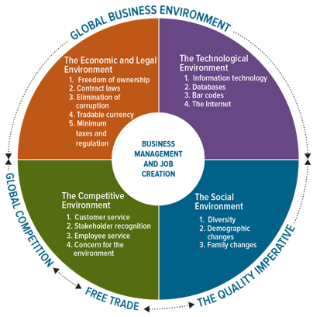 GLOBAL BUSINESS ENVIRONMENT
The Economic and Legal
Environment
1. Freedom of ownership
2. Contract laws
3. Elimination of
corruption
4. Tradable currency
5. Minimum
taxes and
regulation
The Technological
Environment
1. Information technology
2. Databases
3. Bar codes
4. The Internet
BUSINESS
MANAGEMENT
AND JOB
CREATION
The Competitive
Environment
1. Customer service
2. Stakeholder recognition
3. Employee service
4. Concern for the
environment
The Social
Environment
1. Diversity
2. Demographic
changes
3. Family changes
GLOBAL COMPETITION
FREE TRADE
THE QUALITY IMPERATIVE